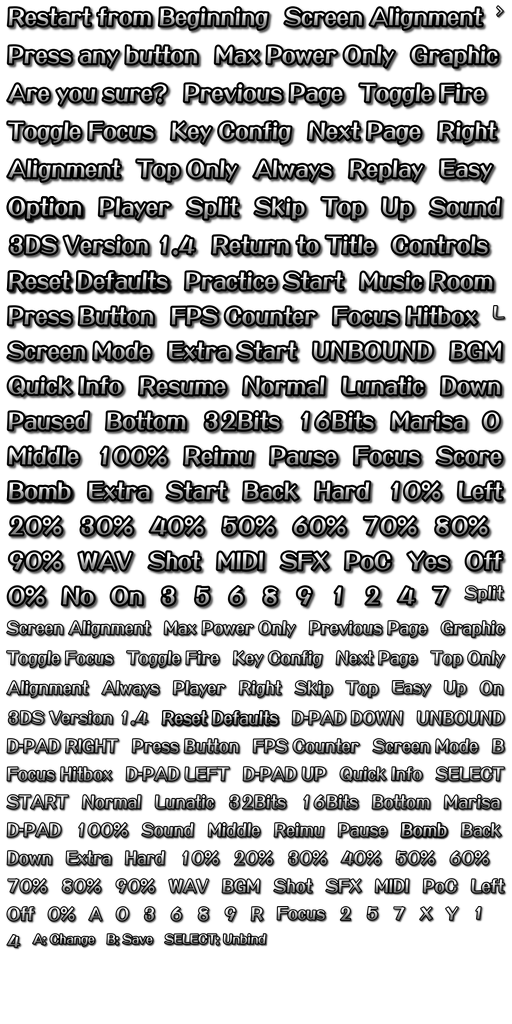 Restart from Beginning Screen Alignment
Press any button Max Power Only Graphic
Are you sure? Previous Page Toggle Fire
Toggle Focus Key Config Next Page Right
Alignment Top Only Always Replay Easy
Option Player Split Skip Top Up Sound
3DS Version 1.4 Return to Title Controls
Reset Defaults Practice Start Music Room
Press Button FPS Counter Focus Hitbox
Screen Mode Extra Start UNBOUND BGM
Quick Info Resume Normal Lunatic Down
Paused Bottom 32Bits 16Bits Marisa 0
Middle 100% Reimu Pause Focus Score
Bomb Extra Start Back Hard 10% Left
20% 30% 40% 50% 60% 70% 80%
90% WAV Shot MIDI SFX PoC Yes Off
0% No On 3 5 6 8 9 1 2 4 7 Split
Screen Alignment Max Power Only Previous Page Graphic
Toggle Focus Toggle Fire Key Config Next Page Top Only
Alignment Always Player Right Skip Top Easy Up On
3DS Version 1.4 Reset Defaults D-PAD DOWN UNBOUND
D-PAD RIGHT Press Button FPS Counter Screen Mode B
Focus Hitbox D-PAD LEFT D-PAD UP Quick Info SELECT
START Normal Lunatic 32Bits 16Bits Bottom Marisa
D-PAD 100% Sound Middle Reimu Pause Bomb Back
Down Extra Hard 10% 20% 30% 40% 50% 60%
70% 80% 90% WAV BGM Shot SFX MIDI PoC Left
Off 0% A 0 3 6 8 9 R Focus 2 5 7 X Y 1
4 A: Change B: Save SELECT: Unbind